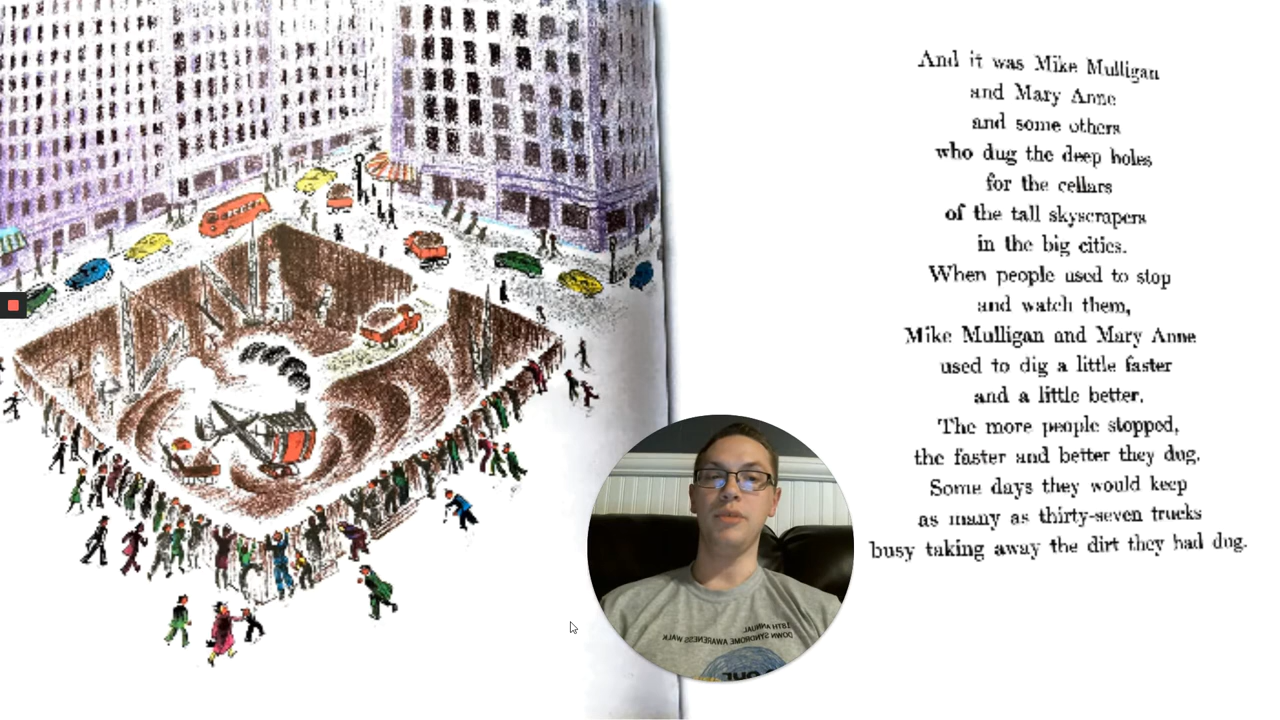 And it was Mike Mulligan
and Mary Anne
and some others
who dug the deep holes
for the cellars
of the tall skyscrapers
in the big cities.
When people used to stop
and watch them,
Mike Mulligan and Mary Anne
used to dig a little faster
and a little better.
The more people stopped,
the faster and better they dug.
Some days they would keep
as many as thirty-seven trucks
busy taking away the dirt they had dug.
18TH ANNUAL
DOWN SYNDROME AWARENESS WALK